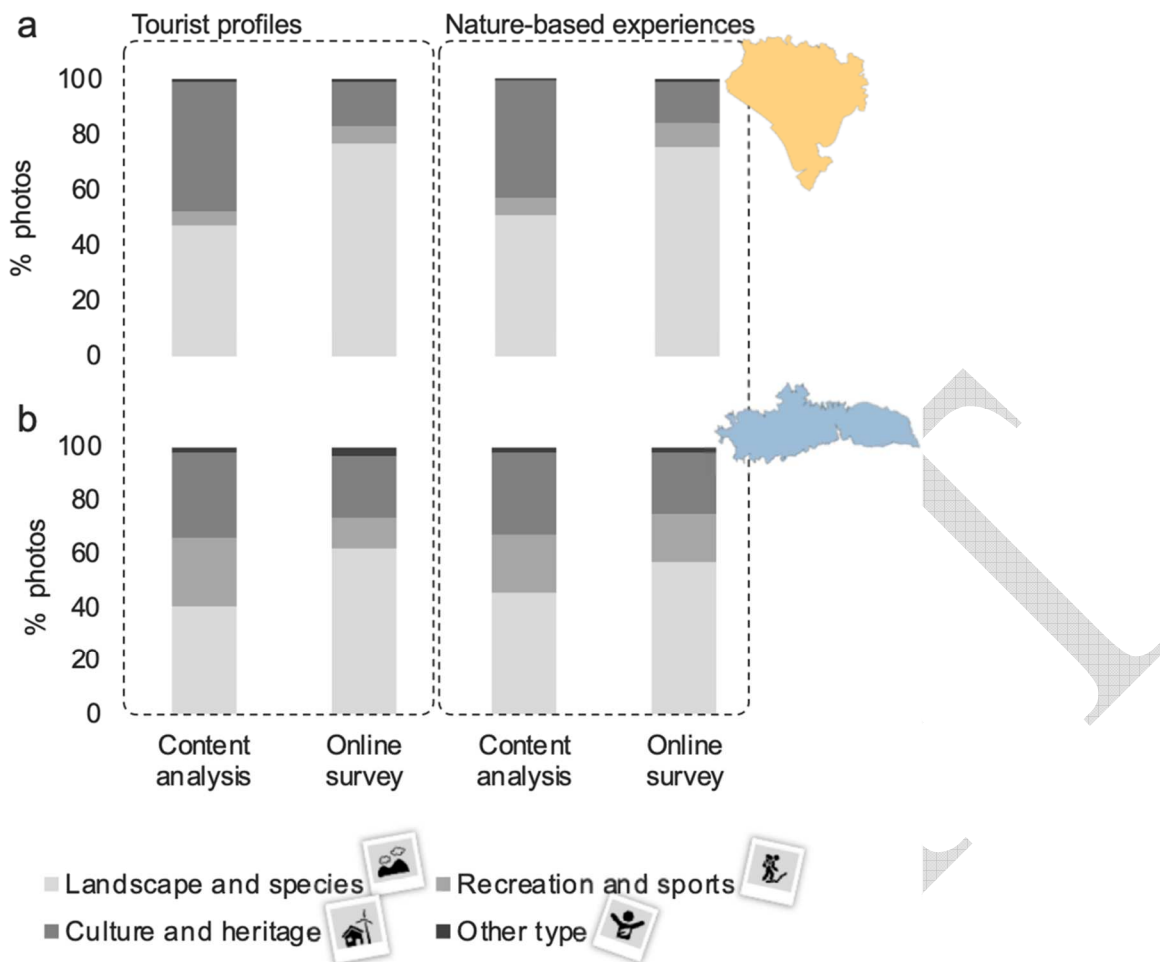 a
Tourist profiles
Nature-based experiences
100
80
60
40
20
0
% photos
b
100
80
60
40
20
0
% photos
Content
analysis
Online
survey
Content
analysis
Online
survey
Landscape and species
Recreation and sports
Culture and heritage
Other type